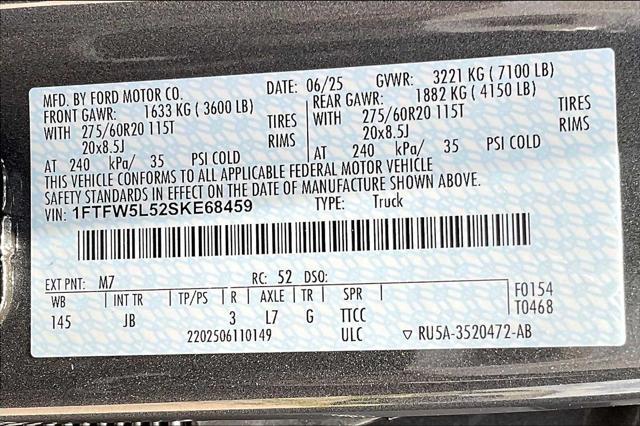 MFD. BY FORD MOTOR CO. DATE: 06/25 GVWR: 3221 KG (7100 LB)
FRONT GAWR: 1633 KG (3600 LB) REAR GAWR: 1882 KG (4150 LB)
WITH 275/60R20 115T TIRES WITH 275/60R20 115T TIRES
20x8.5J RIMS 20x8.5J RIMS
AT 240 kPa/ 35 PSI COLD AT 240 kPa/ 35 PSI COLD
THIS VEHICLE CONFORMS TO ALL APPLICABLE FEDERAL MOTOR VEHICLE
SAFETY STANDARDS IN EFFECT ON THE DATE OF MANUFACTURE SHOWN ABOVE.
VIN: 1FTFW5L52SKE68459 TYPE: Truck
EXT PNT: M7 RC: 52 DSO:
WB INT TR TP/PS R AXLE TR SPR F0154
145 JB 3 L7 G TTCC T0468
2202506110149 ULC ▽ RU5A-3520472-AB